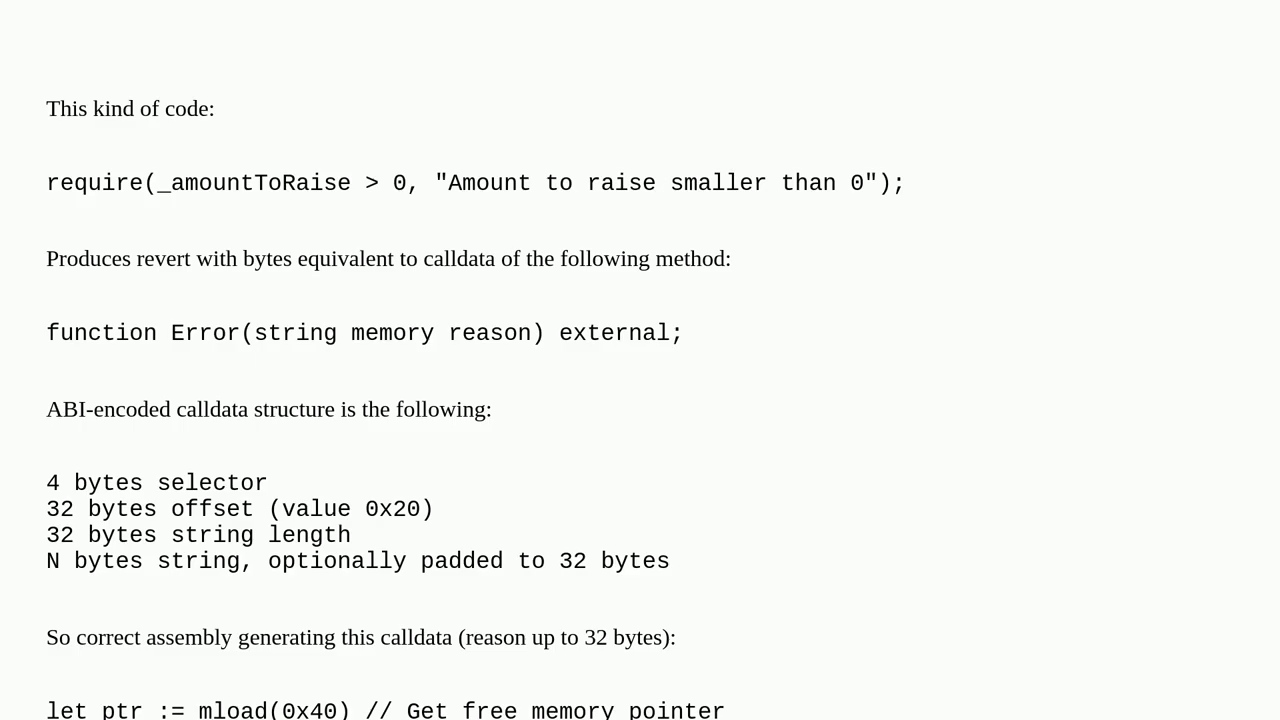 This kind of code:
require(_amountToRaise > 0, "Amount to raise smaller than 0");
Produces revert with bytes equivalent to calldata of the following method:
function Error(string memory reason) external;
ABI-encoded calldata structure is the following:
4 bytes selector
32 bytes offset (value 0x20)
32 bytes string length
N bytes string, optionally padded to 32 bytes
So correct assembly generating this calldata (reason up to 32 bytes):
let ptr := mload(0x40) // Get free memory pointer